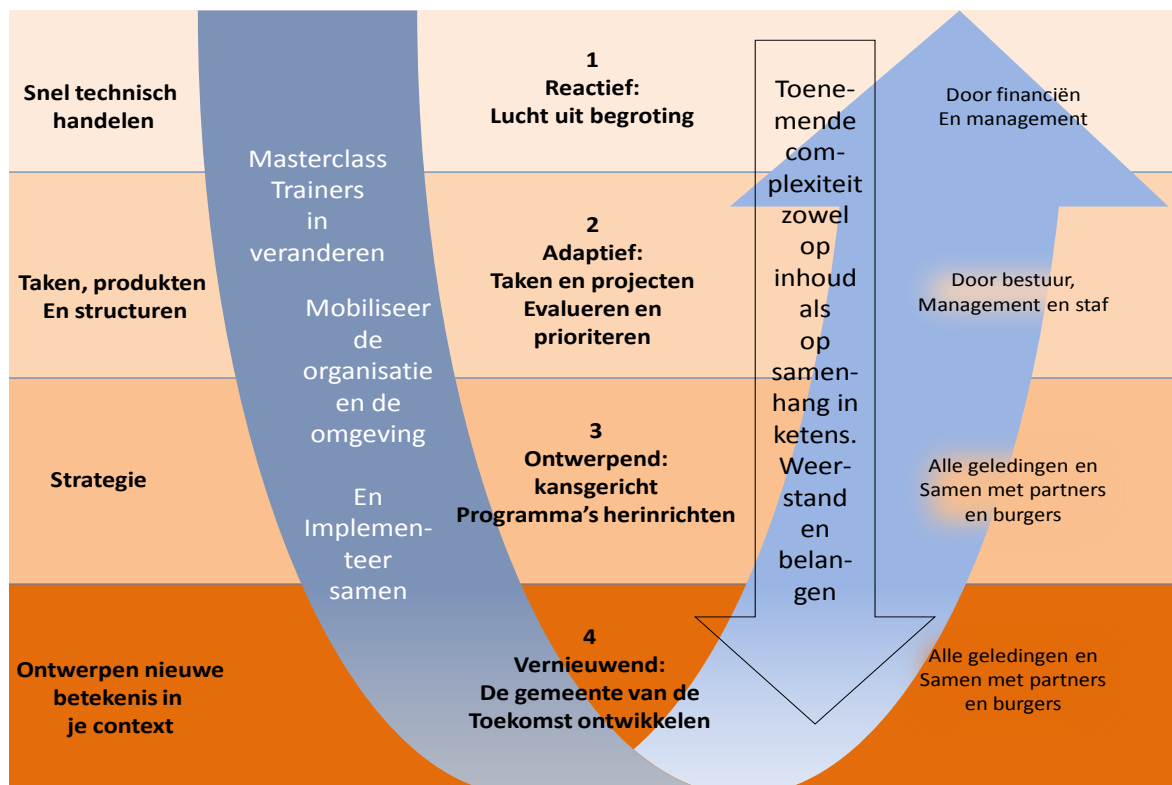 Snel technisch
handelen
1
Reactief:
Lucht uit begroting
Door financiën
En management
Masterclass
Trainers
in
veranderen
Mobiliseer
de
organisatie
en de
omgeving
En
Implemen-
teer
samen
Toene-
mende
com-
plexiteit
zowel
op
inhoud
als
op
samen-
hang in
ketens.
Weer-
stand
en
belan-
gen
Taken, produkten
En structuren
2
Adaptief:
Taken en projecten
Evalueren en
prioriteren
Door bestuur,
Management en staf
Strategie
3
Ontwerpend:
kansgericht
Programma's herinrichten
Alle geledingen en
Samen met partners
en burgers
Ontwerpen nieuwe
betekenis in
je context
4
Vernieuwend:
De gemeente van de
Toekomst ontwikkelen
Alle geledingen en
Samen met partners
en burgers